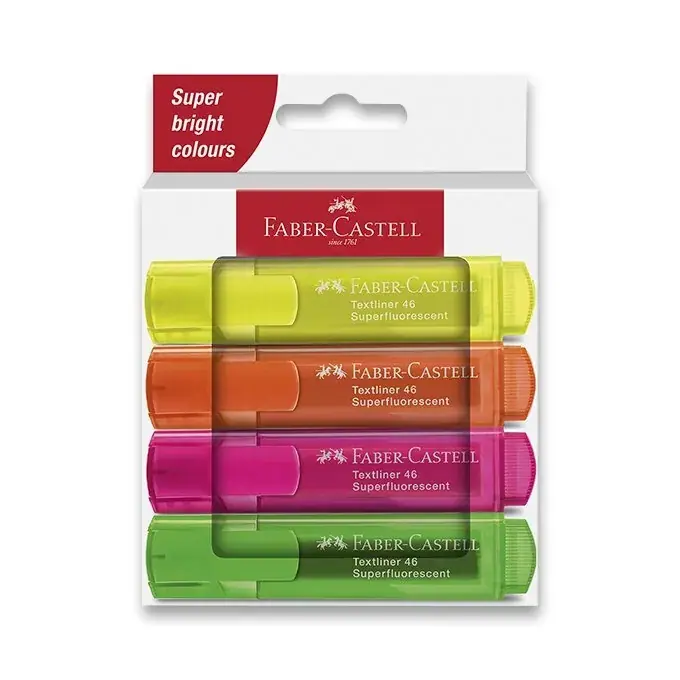 Super
bright
colours
FABER-CASTELL
since 1761
FABER-CASTELL
Textliner 46
Superfluorescent
FABER-CASTELL
Textliner 46
Superfluorescent
FABER-CASTELL
Textliner 46
Superfluorescent
FABER-CASTELL
Textliner 46
Superfluorescent